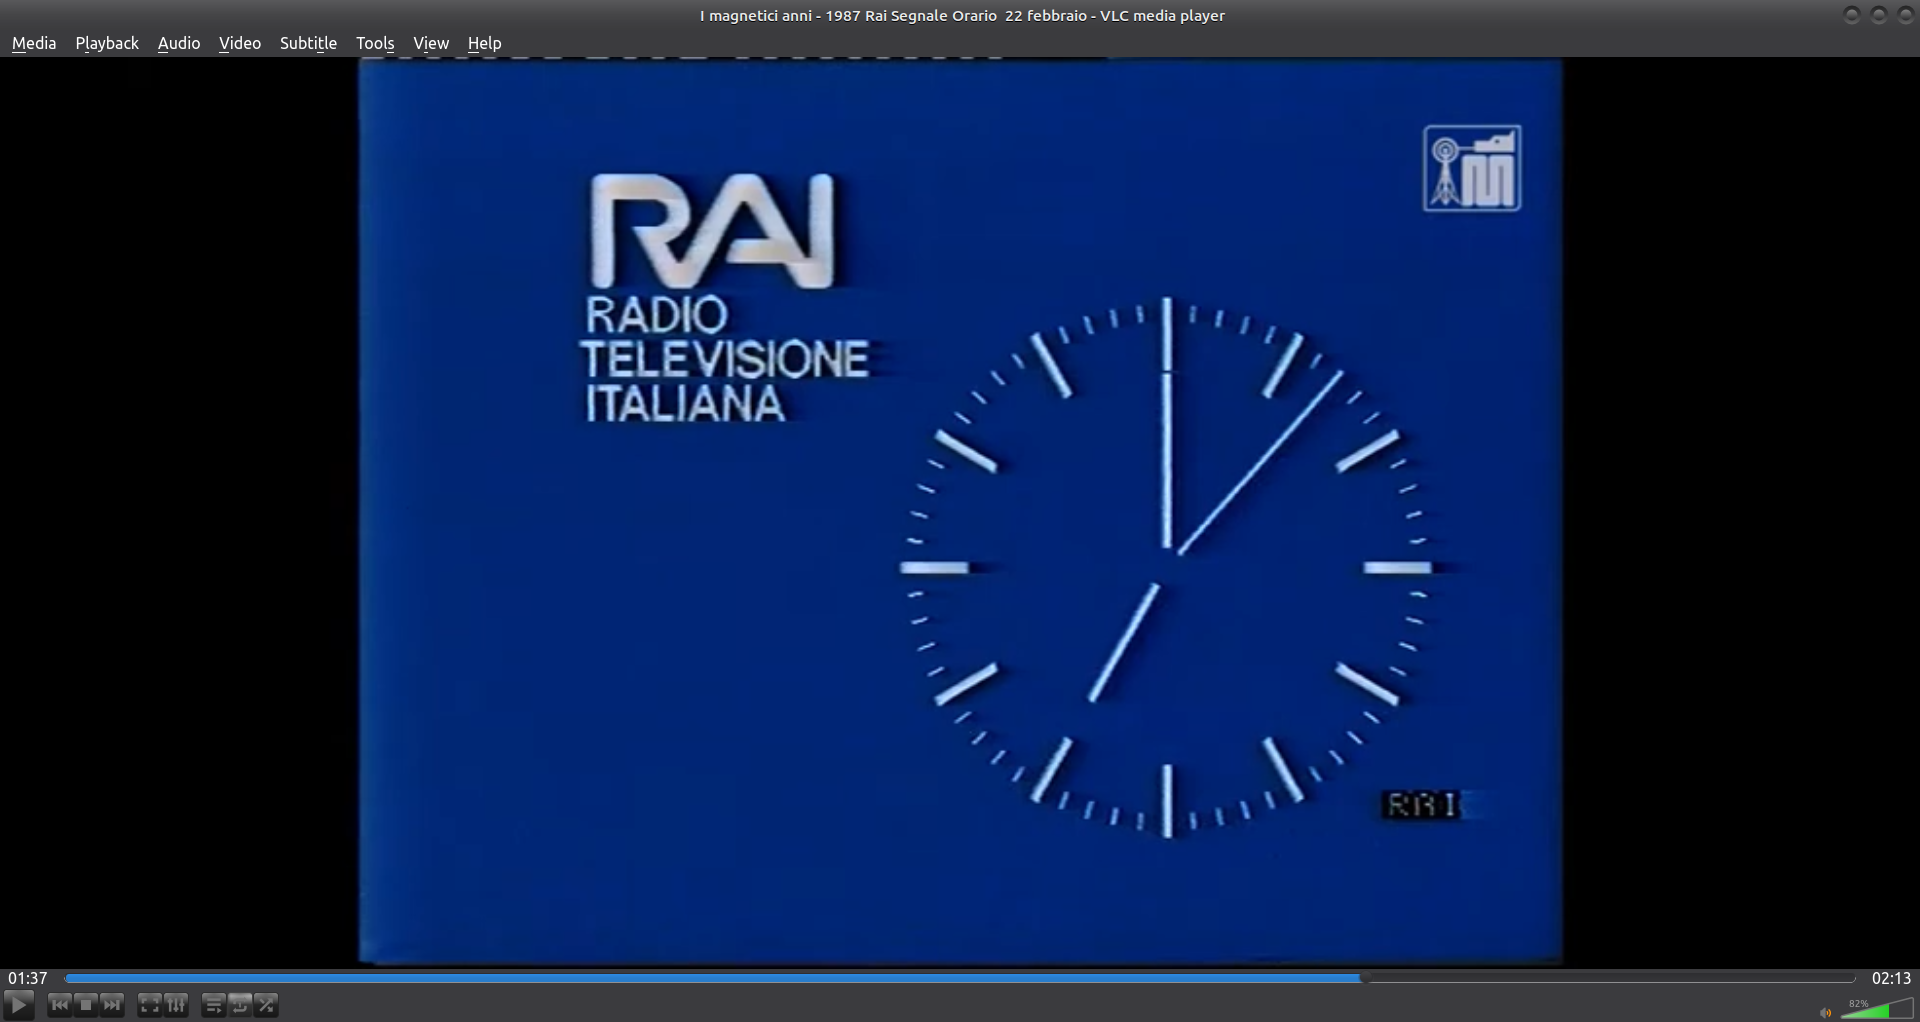 I magnetici anni - 1987 Rai Segnale Orario  22 febbraio - VLC media player
Media Playback Audio Video Subtitle Tools View Help
RAI
RADIO
TELEVISIONE
ITALIANA
RAI
01:37
02:13
82%